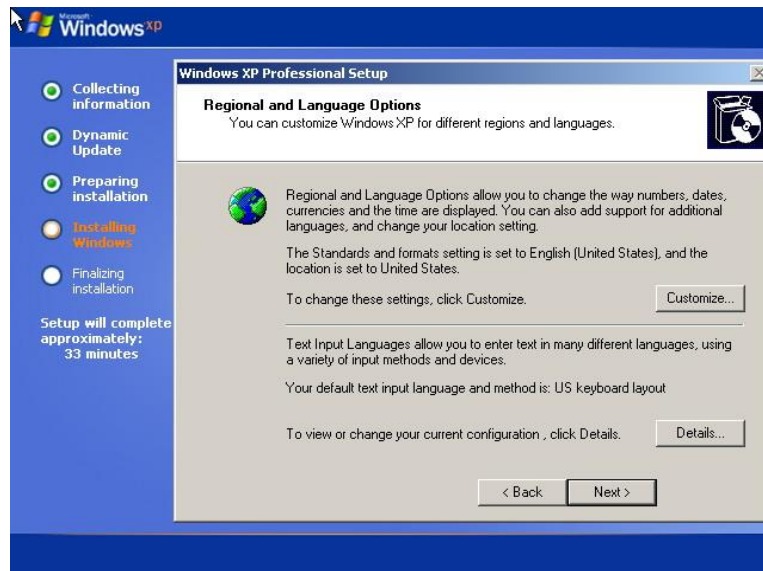 Microsoft
Windows xp
Collecting
information
Dynamic
Update
Preparing
installation
Installing
Windows
Finalizing
installation
Setup will complete
approximately:
33 minutes
Windows XP Professional Setup
Regional and Language Options
You can customize Windows XP for different regions and languages.
Regional and Language Options allow you to change the way numbers, dates,
currencies and the time are displayed. You can also add support for additional
languages, and change your location setting.
The Standards and formats setting is set to English (United States), and the
location is set to United States.
To change these settings, click Customize.
Customize...
Text Input Languages allow you to enter text in many different languages, using
a variety of input methods and devices.
Your default text input language and method is: US keyboard layout
To view or change your current configuration , click Details.
Details...
< Back
Next >